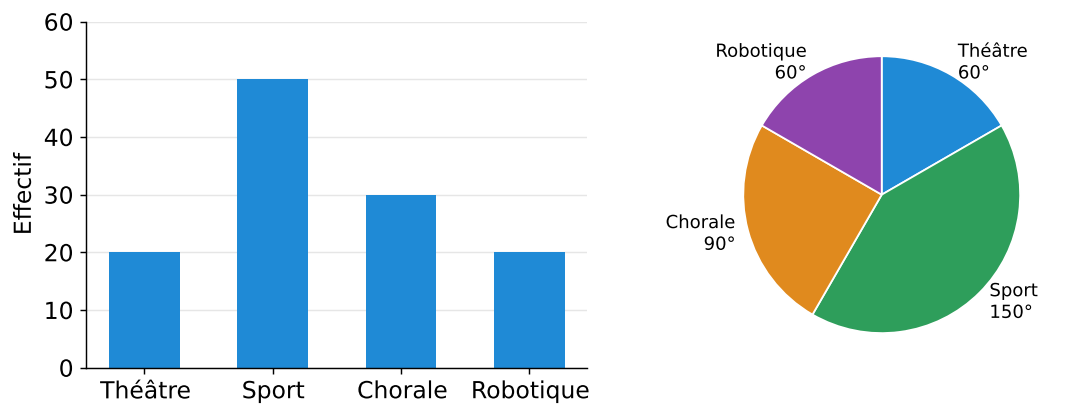 Effectif
60
50
40
30
20
10
0
Théâtre
Sport
Chorale
Robotique
Robotique
60°
Théâtre
60°
Chorale
90°
Sport
150°